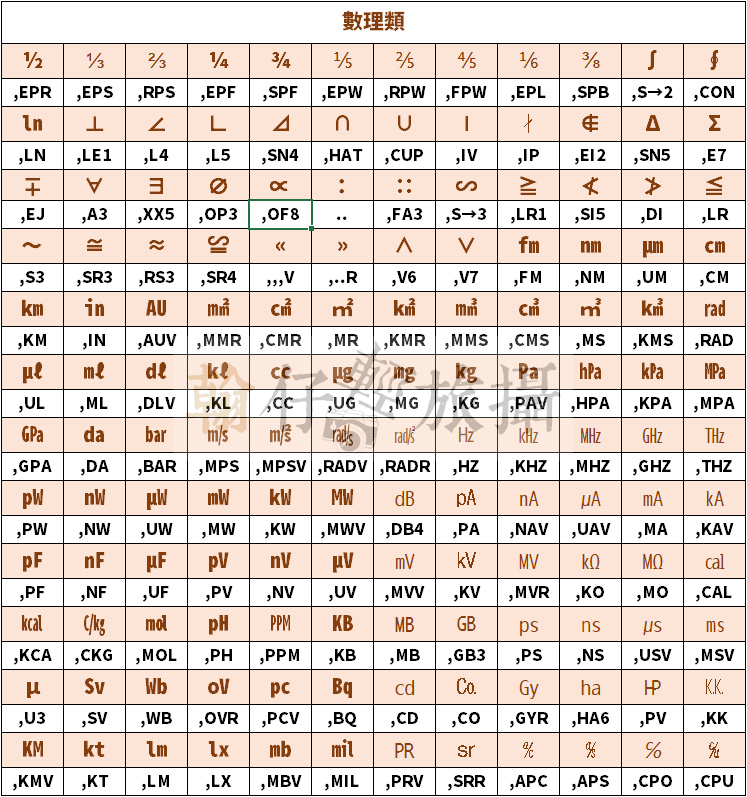 數理類
½ ⅓ ⅔ ¼ ¾ ⅕ ⅖ ⅘ ⅙ ⅜ ∫ ∮
,EPR ,EPS ,RPS ,EPF ,SPF ,EPW ,RPW ,FPW ,EPL ,SPB ,S→2 ,CON
㏑ ⊥ ∠ ∟ ⊿ ∩ ∪ ∣ ∤ ⋹ ∆ ∑
,LN ,LE1 ,L4 ,L5 ,SN4 ,HAT ,CUP ,IV ,IP ,EI2 ,SN5 ,E7
∓ ∀ ∃ ∅ ∝ ∶ ∷ ∽ ≧ ≮ ≯ ≦
,EJ ,A3 ,XX5 ,OP3 ,OF8 .. ,FA3 ,S→3 ,LR1 ,SI5 ,DI ,LR
∼ ≅ ≈ ≌ « » ∧ ∨ ㎙ ㎚ ㎛ ㎝
,S3 ,SR3 ,RS3 ,SR4 ,,,V ,..R ,V6 ,V7 ,FM ,NM ,UM ,CM
㎞ ㏌ ㍳ ㎟ ㎠ ㎡ ㎢ ㎣ ㎤ ㎥ ㎦ ㎭
,KM ,IN ,AUV ,MMR ,CMR ,MR ,KMR ,MMS ,CMS ,MS ,KMS ,RAD
㎕ ㎖ ㎗ ㎘ ㏄ ㎍ ㎎ ㎏ ㎩ ㍱ ㎪ ㎫
,UL ,ML ,DLV ,KL ,CC ,UG ,MG ,KG ,PAV ,HPA ,KPA ,MPA
翰仔輕旅攝
㎬ ㍲ ㍴ ㎧ ㎨ ㎮ ㎯ ㎐ ㎑ ㎒ ㎓ ㎔
,GPA ,DA ,BAR ,MPS ,MPSV ,RADV ,RADR ,HZ ,KHZ ,MHZ ,GHZ ,THZ
㎺ ㎻ ㎼ ㎽ ㎾ ㎿ ㏈ ㎀ ㎁ ㎂ ㎃ ㎄
,PW ,NW ,UW ,MW ,KW ,MWV ,DB4 ,PA ,NAV ,UAV ,MA ,KAV
㎊ ㎋ ㎌ ㎴ ㎵ ㎶ ㎷ ㎸ ㎹ ㏀ ㏁ ㎈
,PF ,NF ,UF ,PV ,NV ,UV ,MVV ,KV ,MVR ,KO ,MO ,CAL
㎉ ㏆ ㏖ ㏗ ㏙ ㎅ ㎆ ㎇ ㎰ ㎱ ㎲ ㎳
,KCA ,CKG ,MOL ,PH ,PPM ,KB ,MB ,GB3 ,PS ,NS ,USV ,MSV
μ ㏜ ㏝ ㍵ ㍶ ㏃ ㏅ ㏇ ㏉ ㏊ ㏋ ㏍
,U3 ,SV ,WB ,OVR ,PCV ,BQ ,CD ,CO ,GYR ,HA6 ,PV ,KK
㏎ ㏏ ㏐ ㏓ ㏔ ㏕ ㏚ ㏛ ℀ ℁ ℅ ℆
,KMV ,KT ,LM ,LX ,MBV ,MIL ,PRV ,SRR ,APC ,APS ,CPO ,CPU